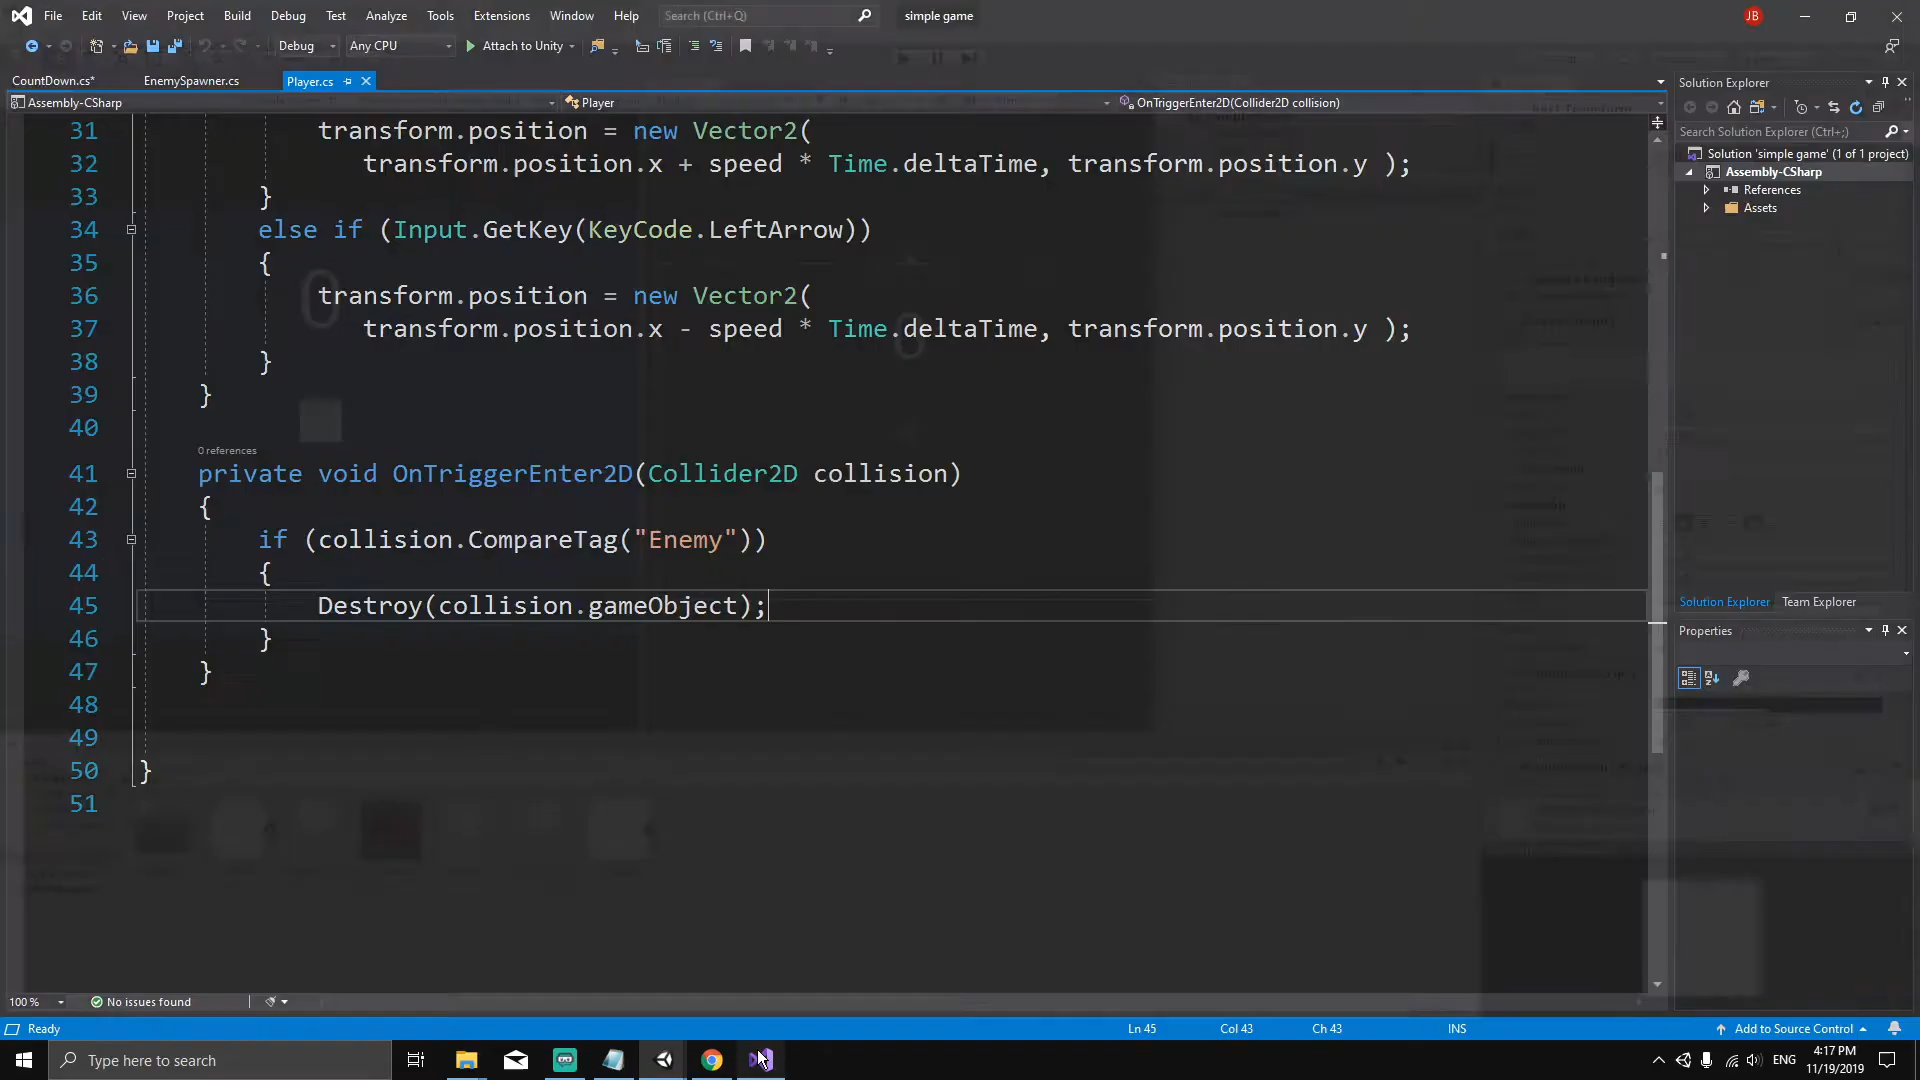 File Edit View Project Build Debug Test Analyze Tools Extensions Window Help Search (Ctrl+Q) simple game JB
Debug Any CPU Attach to Unity
CountDown.cs* EnemySpawner.cs Player.cs
Assembly-CSharp Player OnTriggerEnter2D(Collider2D collision)
31 transform.position = new Vector2(
32 transform.position.x + speed * Time.deltaTime, transform.position.y );
33 }
34 else if (Input.GetKey(KeyCode.LeftArrow))
35 {
36 transform.position = new Vector2(
37 transform.position.x - speed * Time.deltaTime, transform.position.y );
38 }
39 }
40
0 references
41 private void OnTriggerEnter2D(Collider2D collision)
42 {
43 if (collision.CompareTag("Enemy"))
44 {
45 Destroy(collision.gameObject);
46 }
47 }
48
49
50 }
51
100 % No issues found
Solution Explorer
Search Solution Explorer (Ctrl+;)
Solution 'simple game' (1 of 1 project)
Assembly-CSharp
References
Assets
Solution Explorer Team Explorer
Properties
Ready Ln 45 Col 43 Ch 43 INS Add to Source Control
Type here to search ENG 4:17 PM
11/19/2019